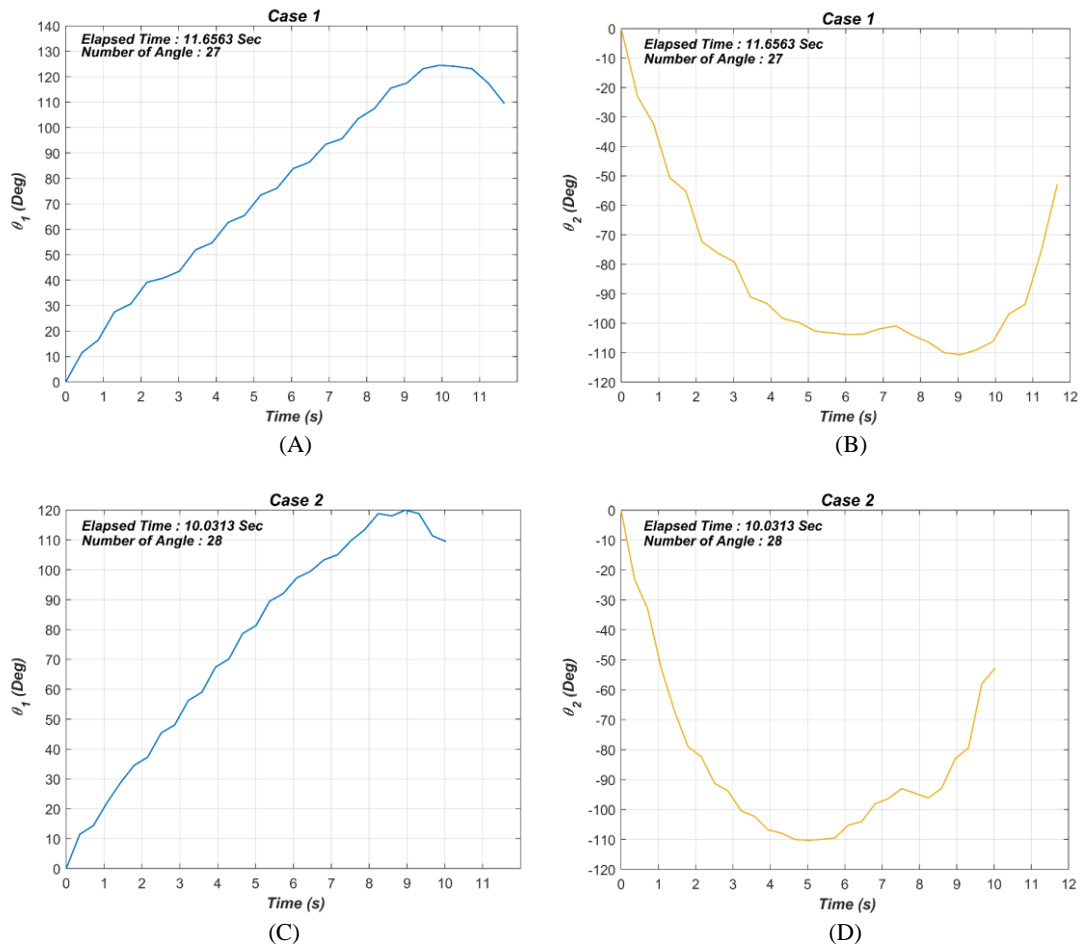 Case 1
Elapsed Time : 11.6563 Sec
Number of Angle : 27
140
130
120
110
100
90
80
70
60
50
40
30
20
10
0
θ1 (Deg)
0 1 2 3 4 5 6 7 8 9 10 11
Time (s)
(A)
Case 1
Elapsed Time : 11.6563 Sec
Number of Angle : 27
0
-10
-20
-30
-40
-50
-60
-70
-80
-90
-100
-110
-120
θ2 (Deg)
0 1 2 3 4 5 6 7 8 9 10 11 12
Time (s)
(B)
Case 2
Elapsed Time : 10.0313 Sec
Number of Angle : 28
120
110
100
90
80
70
60
50
40
30
20
10
0
θ1 (Deg)
0 1 2 3 4 5 6 7 8 9 10 11
Time (s)
(C)
Case 2
Elapsed Time : 10.0313 Sec
Number of Angle : 28
0
-10
-20
-30
-40
-50
-60
-70
-80
-90
-100
-110
-120
θ2 (Deg)
0 1 2 3 4 5 6 7 8 9 10 11 12
Time (s)
(D)